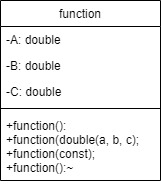 function
-A: double
-B: double
-C: double
+function():
+function(double(a, b, c);
+function(const);
+function():~